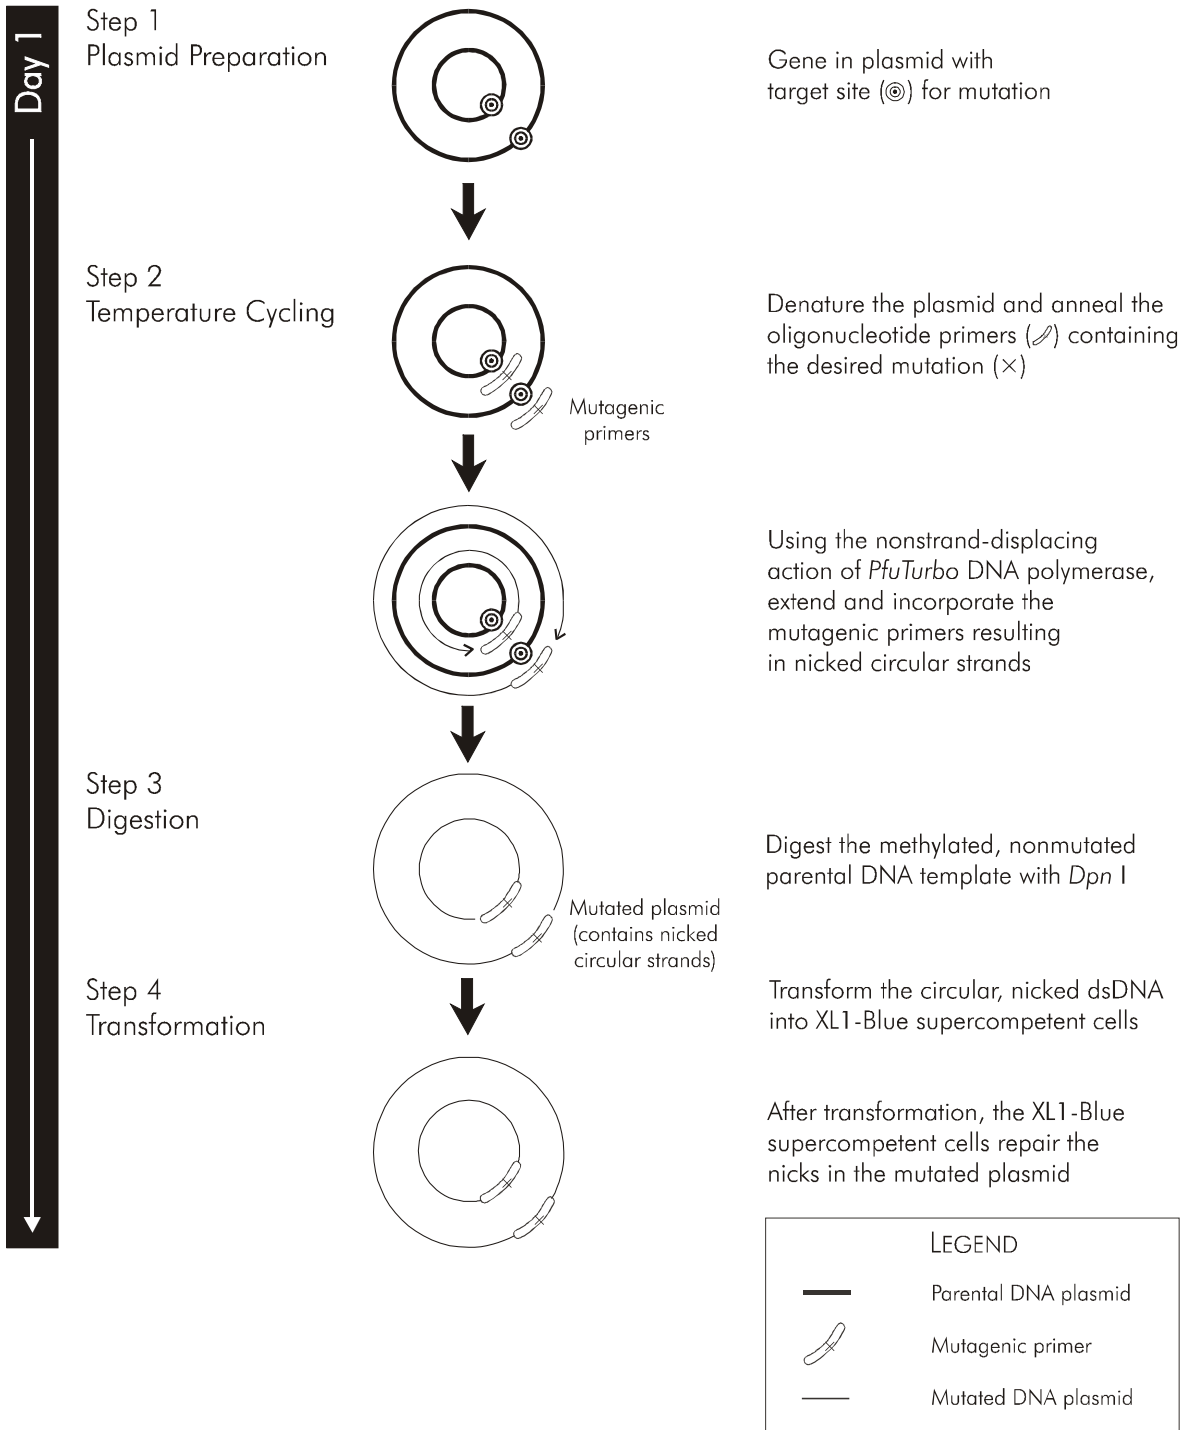 Day 1
Step 1
Plasmid Preparation
Gene in plasmid with
target site ( ) for mutation
Step 2
Temperature Cycling
Denature the plasmid and anneal the
oligonucleotide primers ( ) containing
the desired mutation (×)
Mutagenic
primers
Using the nonstrand-displacing
action of PfuTurbo DNA polymerase,
extend and incorporate the
mutagenic primers resulting
in nicked circular strands
Step 3
Digestion
Digest the methylated, nonmutated
parental DNA template with Dpn I
Mutated plasmid
(contains nicked
circular strands)
Step 4
Transformation
Transform the circular, nicked dsDNA
into XL1-Blue supercompetent cells
After transformation, the XL1-Blue
supercompetent cells repair the
nicks in the mutated plasmid
LEGEND
Parental DNA plasmid
Mutagenic primer
Mutated DNA plasmid